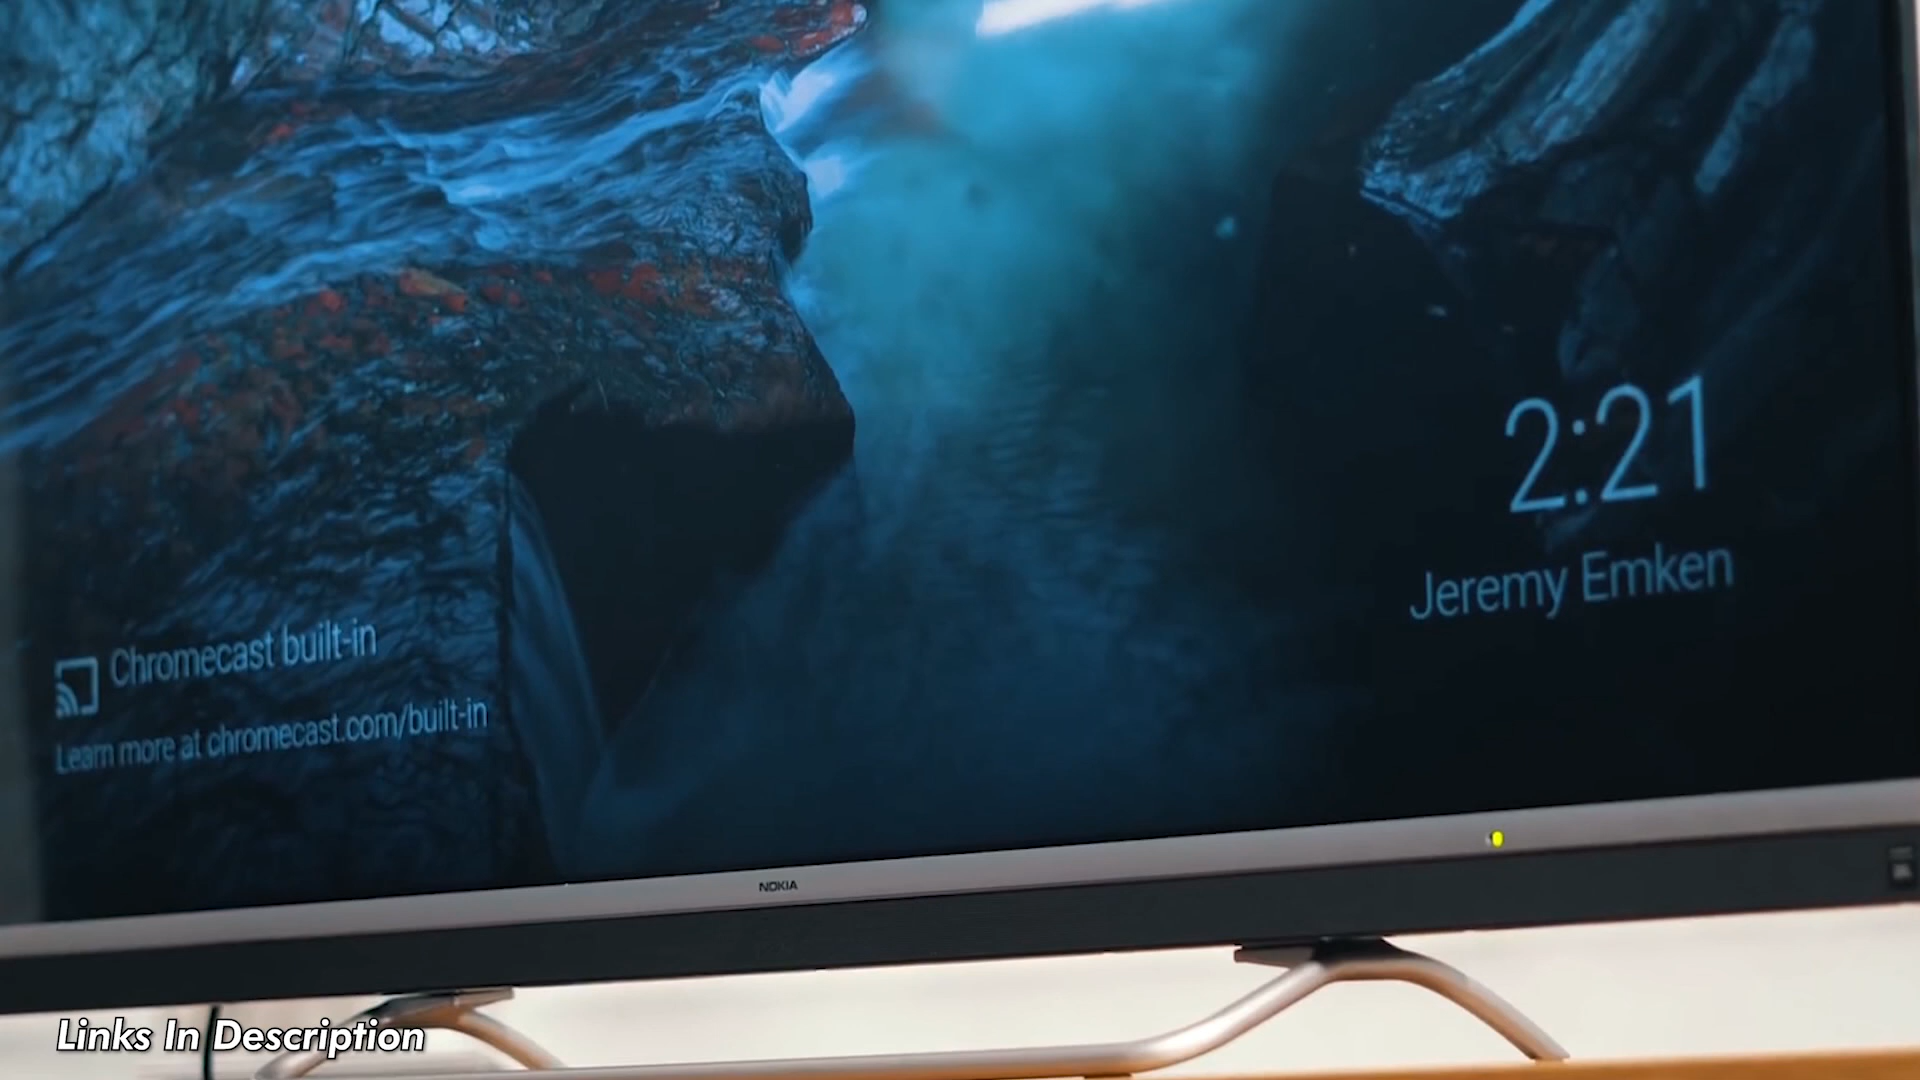 2:21
Jeremy Emken
Chromecast built-in
Learn more at chromecast.com/built-in
NOKIA
Links In Description